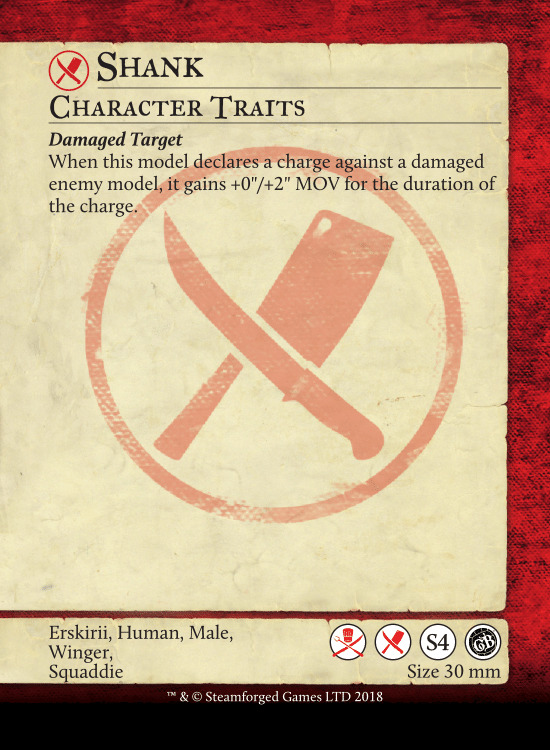 Shank
Character Traits
Damaged Target
When this model declares a charge against a damaged
enemy model, it gains +0"/+2" MOV for the duration of
the charge.
Erskirii, Human, Male,
Winger,
Squaddie
S4
GB
Size 30 mm
™ & © Steamforged Games LTD 2018